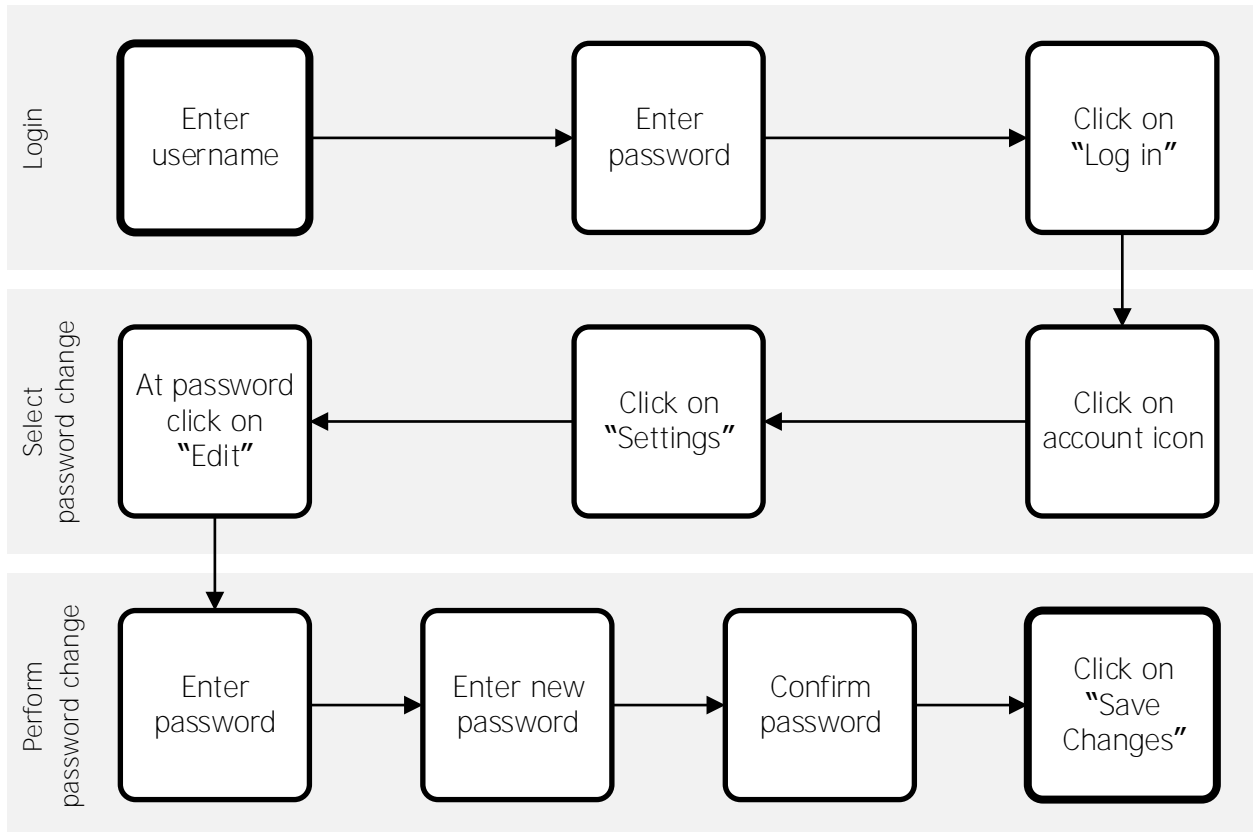 Login
Enter
username
Enter
password
Click on
“Log in”
Select
password change
At password
click on
“Edit”
Click on
“Settings”
Click on
account icon
Perform
password change
Enter
password
Enter new
password
Confirm
password
Click on
“Save
Changes”